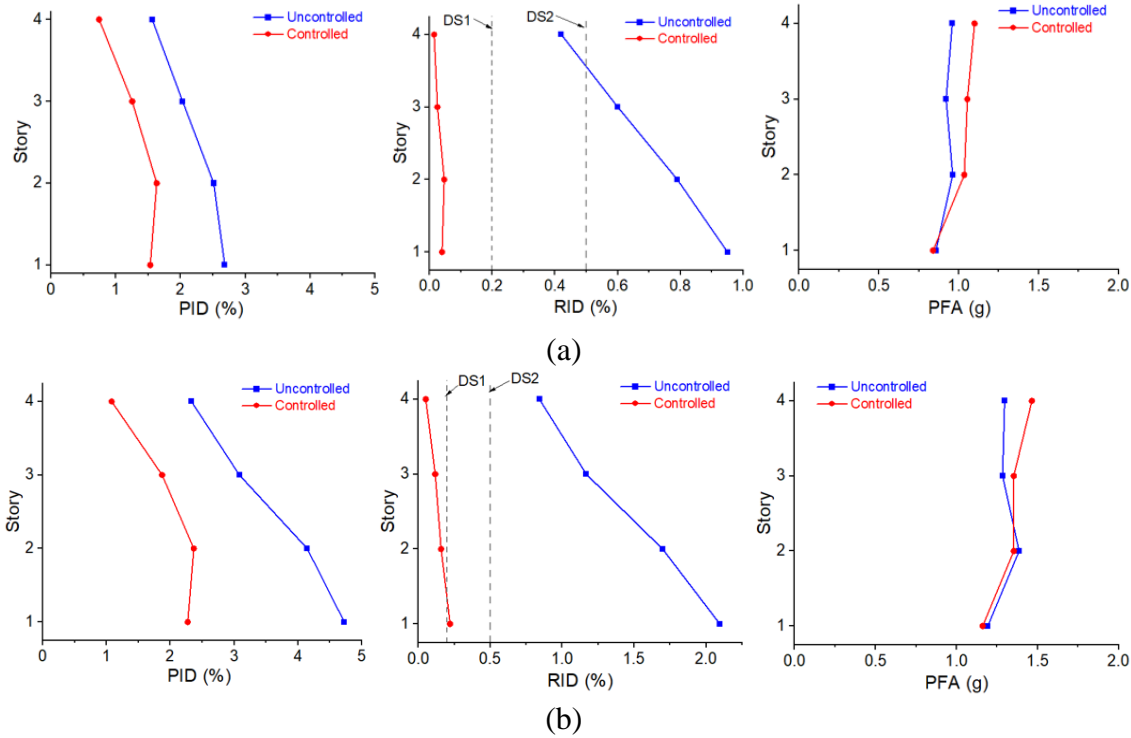 4
3
2
1
Story
0 1 2 3 4 5
PID (%)
Uncontrolled
Controlled
DS1
DS2
4
3
2
1
Story
0.0 0.2 0.4 0.6 0.8 1.0
RID (%)
Uncontrolled
Controlled
4
3
2
1
Story
0.0 0.5 1.0 1.5 2.0
PFA (g)
Uncontrolled
Controlled
(a)
4
3
2
1
Story
0 1 2 3 4 5
PID (%)
Uncontrolled
Controlled
DS1
DS2
4
3
2
1
Story
0.0 0.5 1.0 1.5 2.0
RID (%)
Uncontrolled
Controlled
4
3
2
1
Story
0.0 0.5 1.0 1.5 2.0
PFA (g)
Uncontrolled
Controlled
(b)